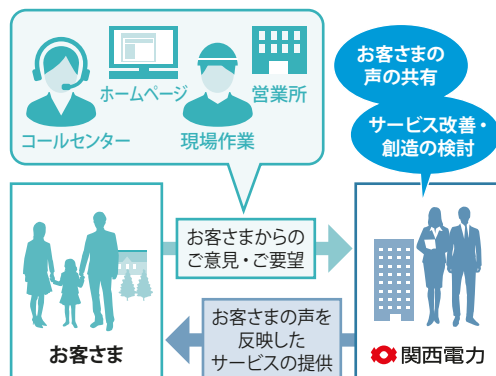 ホームページ
営業所
コールセンター
現場作業
お客さまの
声の共有
サービス改善・
創造の検討
お客さまからの
ご意見・ご要望
お客さまの声を
反映した
サービスの提供
お客さま
関西電力